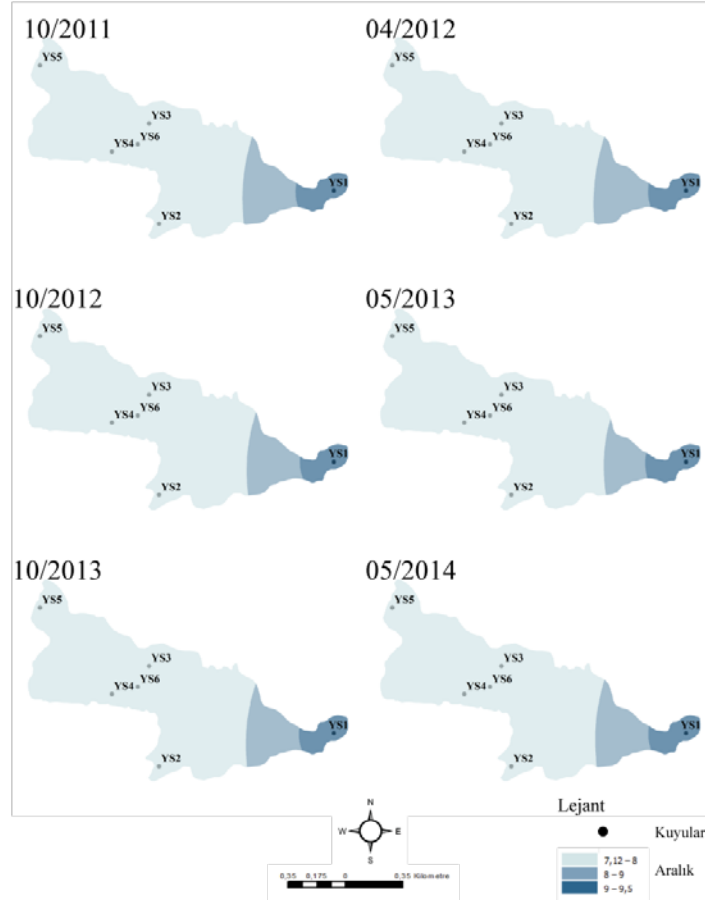 10/2011
04/2012
YS5
YS5
YS3
YS3
YS4
YS6
YS4
YS6
YS1
YS1
YS2
YS2
10/2012
05/2013
YS5
YS5
YS3
YS3
YS4
YS6
YS4
YS6
YS1
YS1
YS2
YS2
10/2013
05/2014
YS5
YS5
YS3
YS3
YS4
YS6
YS4
YS6
YS1
YS1
YS2
YS2
N
W
E
S
0,35 0,175 0 0,35 Kilometre
Lejant
Kuyular
7,12 – 8
8 – 9
9 – 9,5
Aralık